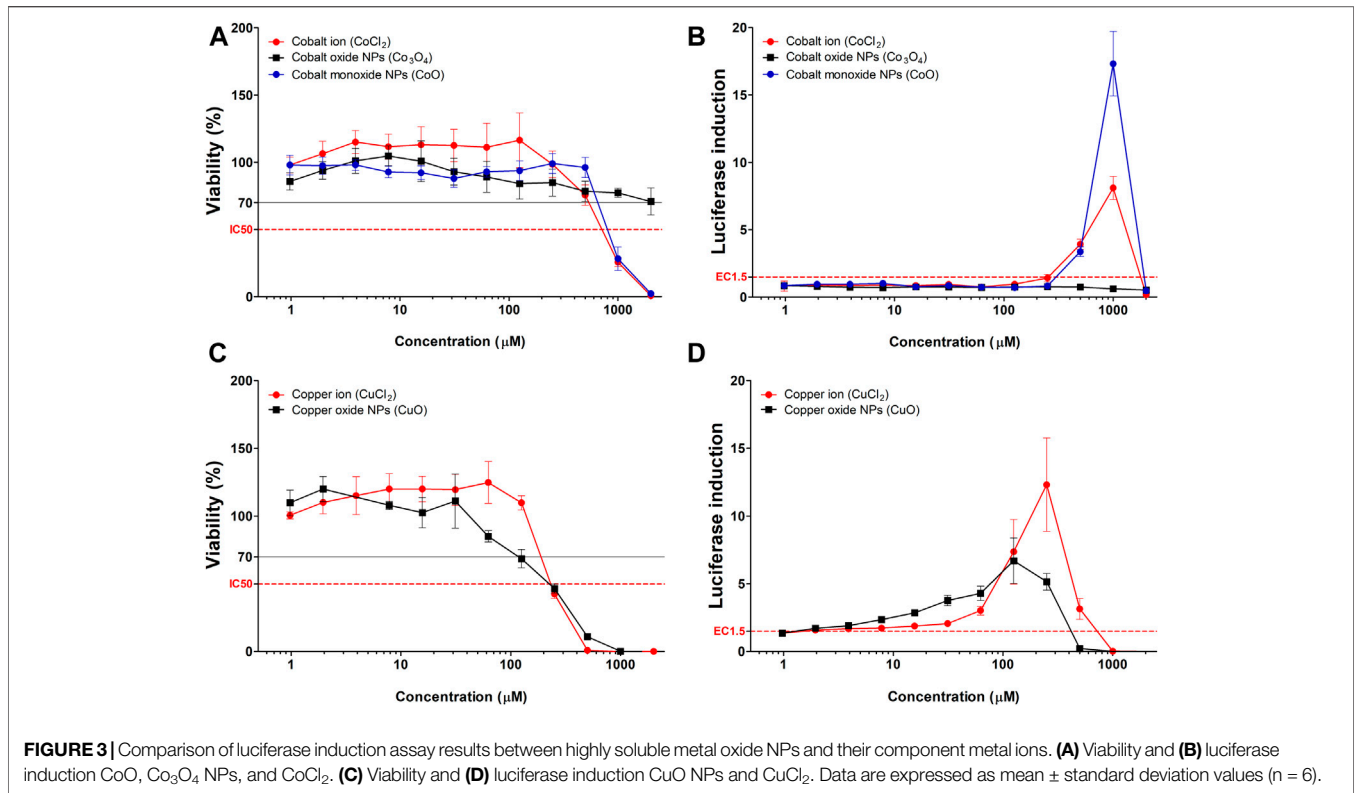 A
200
150
100
70
IC50
0
Viability (%)
Cobalt ion (CoCl₂)
Cobalt oxide NPs (Co₃O₄)
Cobalt monoxide NPs (CoO)
1 10 100 1000
Concentration (μM)
B
20
15
10
5
EC1.5
0
Luciferase induction
Cobalt ion (CoCl₂)
Cobalt oxide NPs (Co₃O₄)
Cobalt monoxide NPs (CoO)
1 10 100 1000
Concentration (μM)
C
200
150
100
70
IC50
0
Viability (%)
Copper ion (CuCl₂)
Copper oxide NPs (CuO)
1 10 100 1000
Concentration (μM)
D
20
15
10
5
EC1.5
0
Luciferase induction
Copper ion (CuCl₂)
Copper oxide NPs (CuO)
1 10 100 1000
Concentration (μM)
FIGURE 3 | Comparison of luciferase induction assay results between highly soluble metal oxide NPs and their component metal ions. (A) Viability and (B) luciferase
induction CoO, Co₃O₄ NPs, and CoCl₂. (C) Viability and (D) luciferase induction CuO NPs and CuCl₂. Data are expressed as mean ± standard deviation values (n = 6).